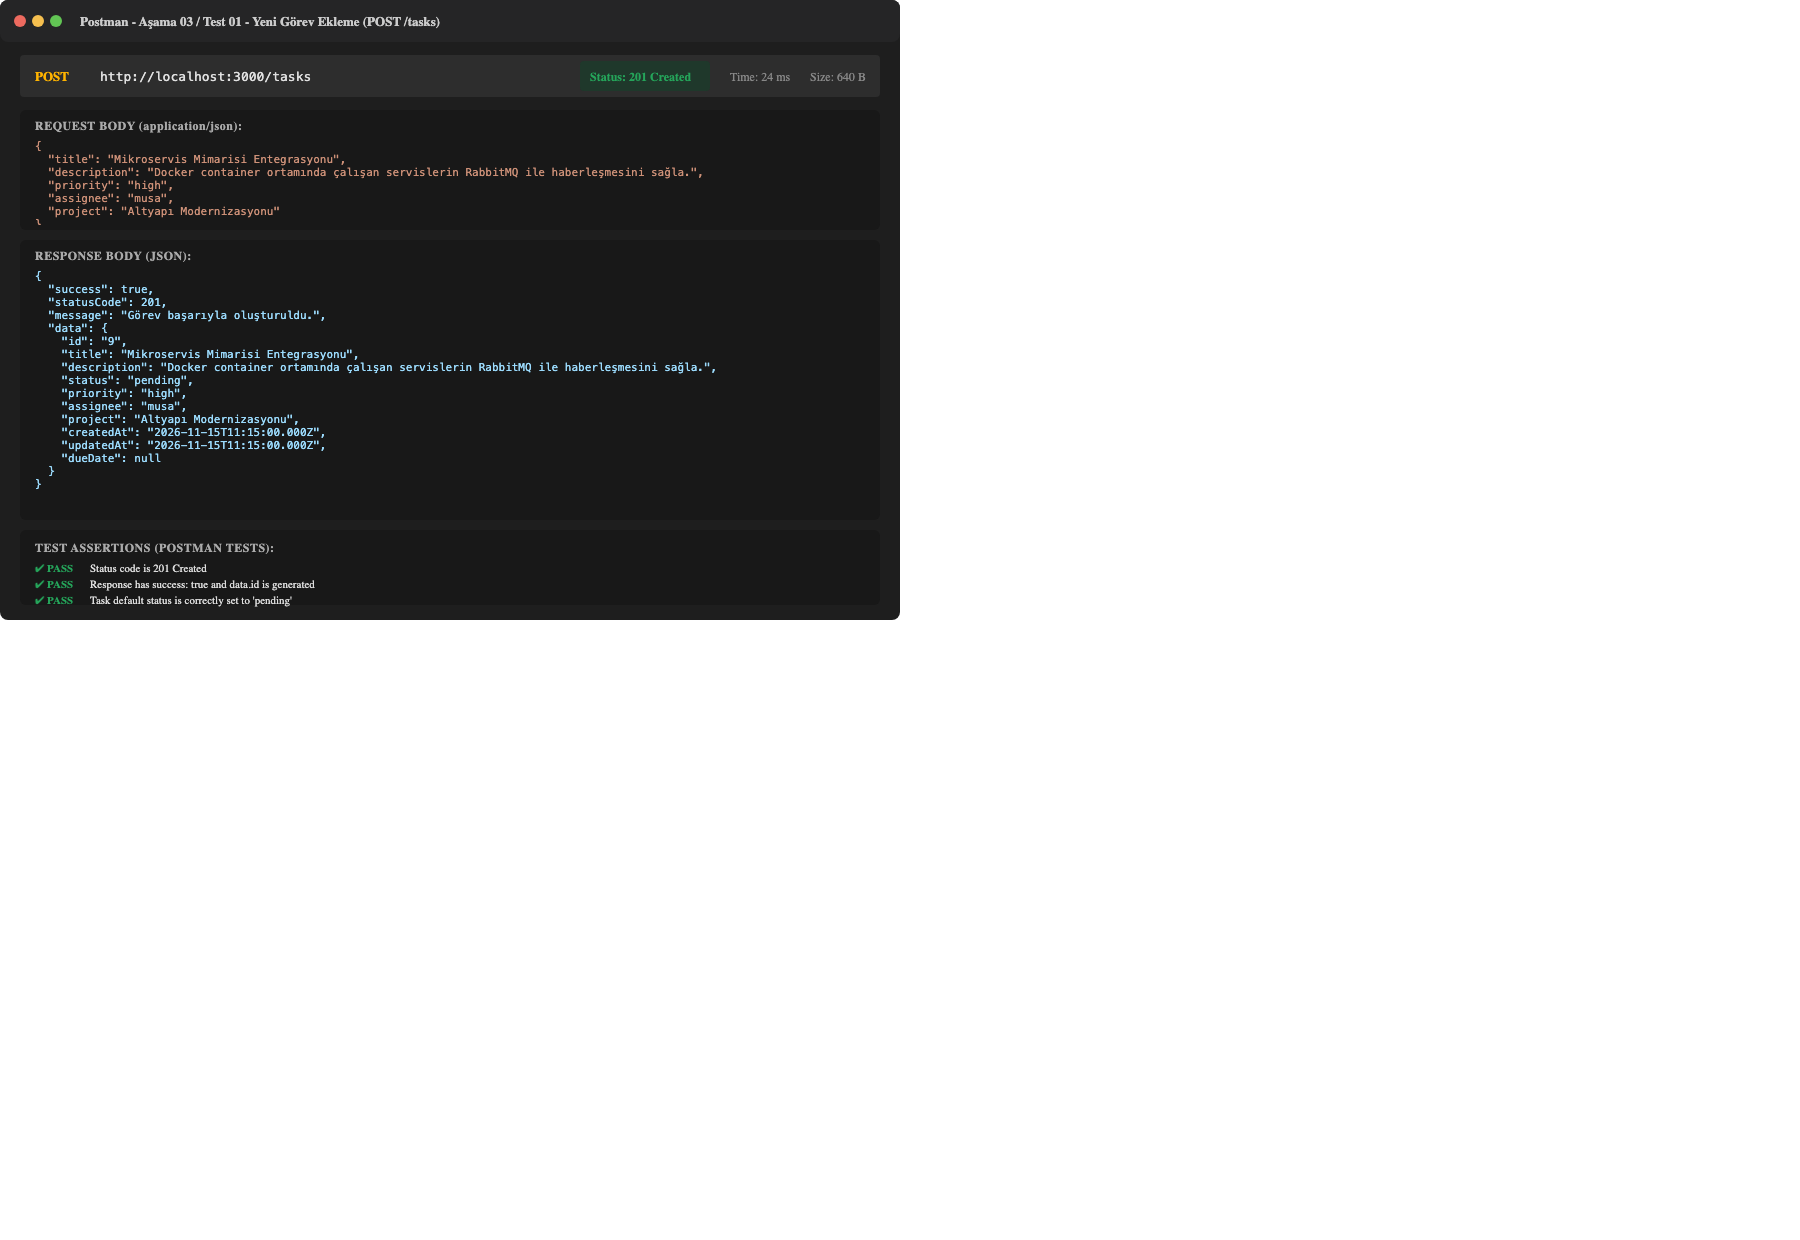 Postman - Aşama 03 / Test 01 - Yeni Görev Ekleme (POST /tasks)
POST http://localhost:3000/tasks Status: 201 Created Time: 24 ms Size: 640 B
REQUEST BODY (application/json):
{
  "title": "Mikroservis Mimarisi Entegrasyonu",
  "description": "Docker container ortamında çalışan servislerin RabbitMQ ile haberleşmesini sağla.",
  "priority": "high",
  "assignee": "musa",
  "project": "Altyapı Modernizasyonu"
}
RESPONSE BODY (JSON):
{
  "success": true,
  "statusCode": 201,
  "message": "Görev başarıyla oluşturuldu.",
  "data": {
    "id": "9",
    "title": "Mikroservis Mimarisi Entegrasyonu",
    "description": "Docker container ortamında çalışan servislerin RabbitMQ ile haberleşmesini sağla.",
    "status": "pending",
    "priority": "high",
    "assignee": "musa",
    "project": "Altyapı Modernizasyonu",
    "createdAt": "2026-11-15T11:15:00.000Z",
    "updatedAt": "2026-11-15T11:15:00.000Z",
    "dueDate": null
  }
}
TEST ASSERTIONS (POSTMAN TESTS):
✔ PASS Status code is 201 Created
✔ PASS Response has success: true and data.id is generated
✔ PASS Task default status is correctly set to 'pending'